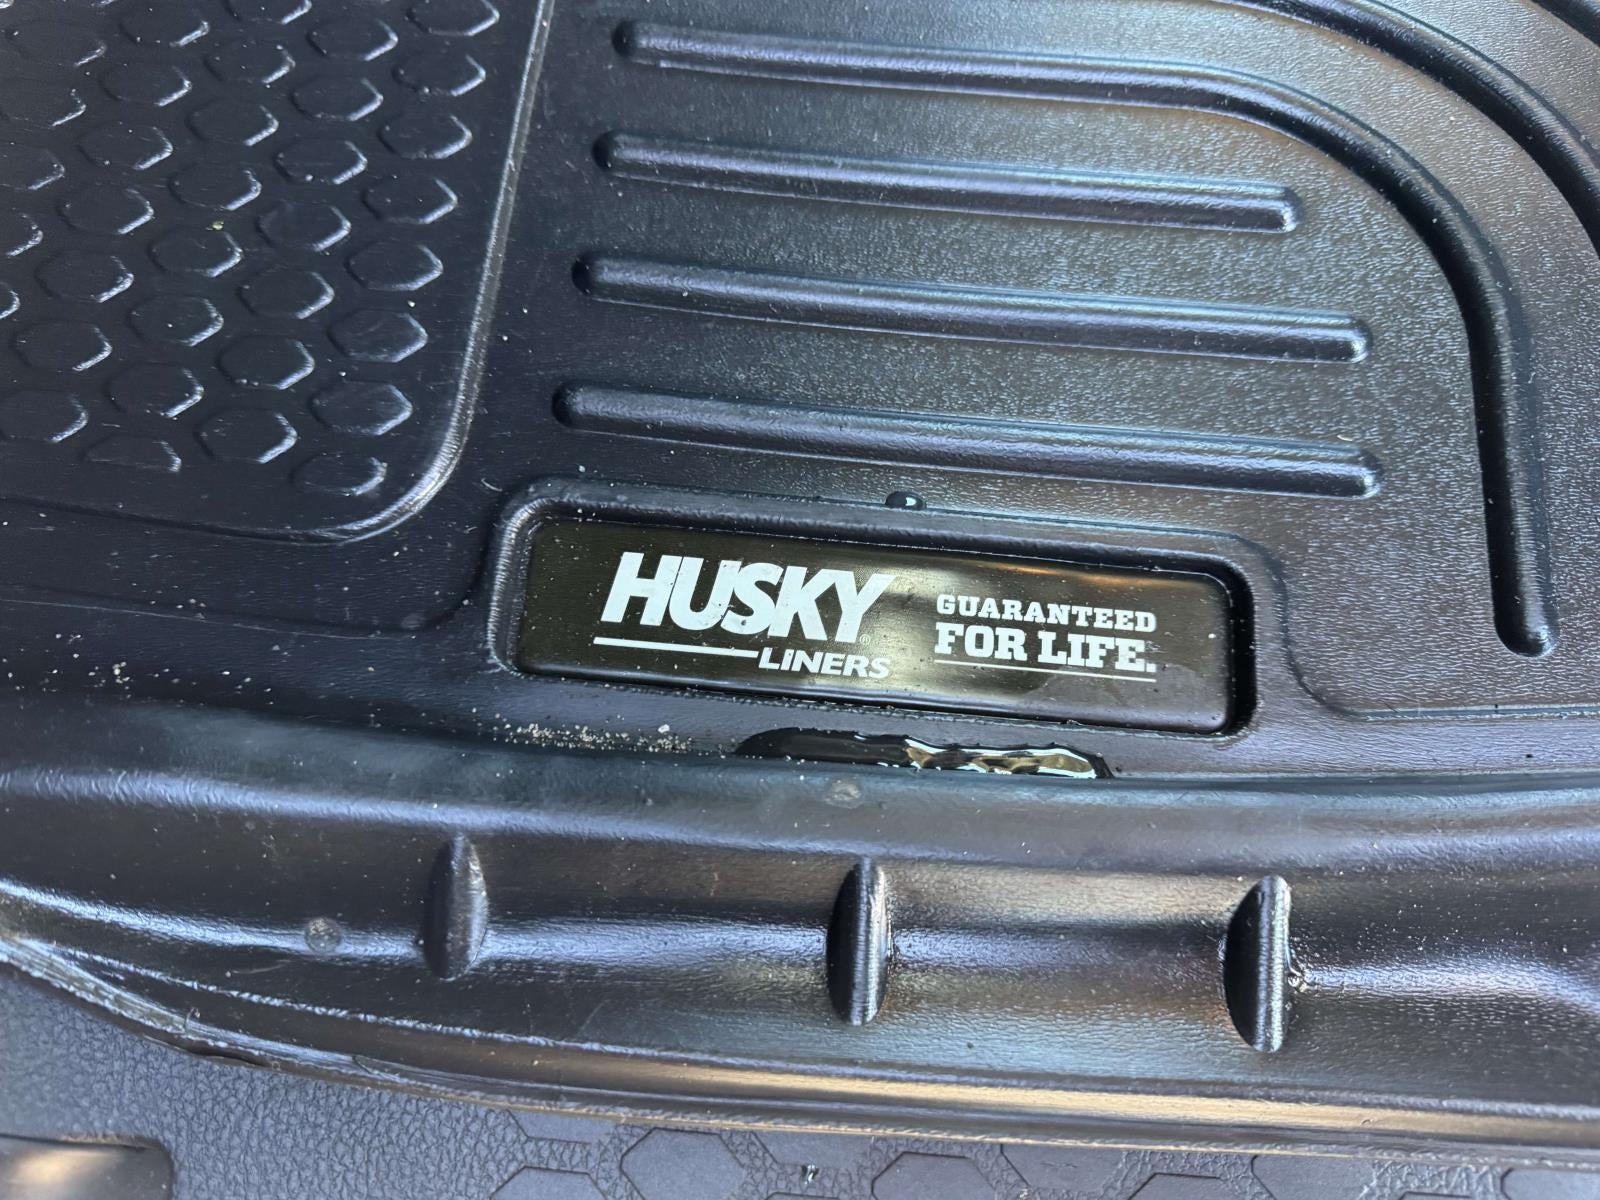 HUSKY®
LINERS
GUARANTEED
FOR LIFE.